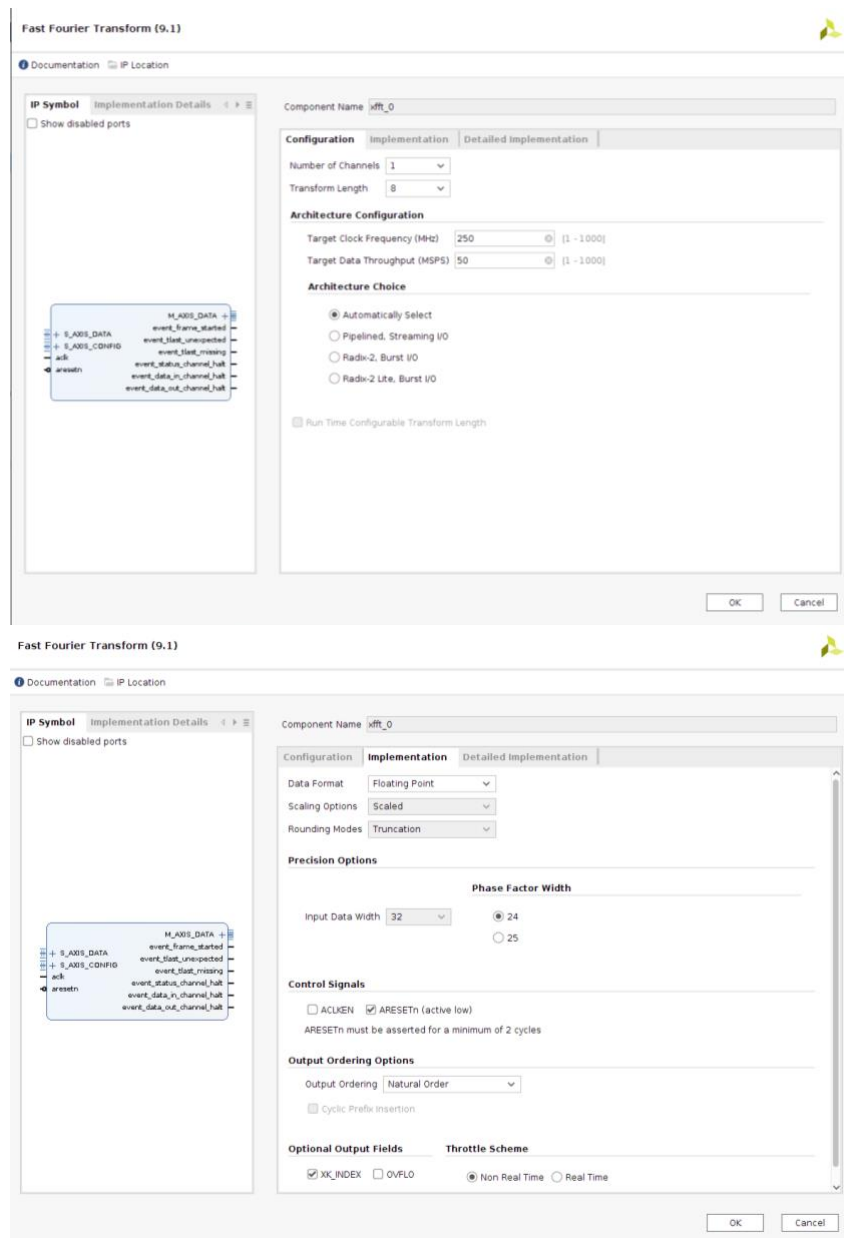 Fast Fourier Transform (9.1)
Documentation IP Location
IP Symbol Implementation Details
Show disabled ports
M_AXIS_DATA
event_frame_started
S_AXIS_DATA event_tlast_unexpected
S_AXIS_CONFIG event_tlast_missing
aclk event_status_channel_halt
aresetn event_data_in_channel_halt
event_data_out_channel_halt
Component Name xfft_0
Configuration Implementation Detailed Implementation
Number of Channels 1
Transform Length 8
Architecture Configuration
Target Clock Frequency (MHz) 250 [1 - 1000]
Target Data Throughput (MSPS) 50 [1 - 1000]
Architecture Choice
Automatically Select
Pipelined, Streaming I/O
Radix-2, Burst I/O
Radix-2 Lite, Burst I/O
Run Time Configurable Transform Length
OK Cancel
Fast Fourier Transform (9.1)
Documentation IP Location
IP Symbol Implementation Details
Show disabled ports
M_AXIS_DATA
event_frame_started
S_AXIS_DATA event_tlast_unexpected
S_AXIS_CONFIG event_tlast_missing
aclk event_status_channel_halt
aresetn event_data_in_channel_halt
event_data_out_channel_halt
Component Name xfft_0
Configuration Implementation Detailed Implementation
Data Format Floating Point
Scaling Options Scaled
Rounding Modes Truncation
Precision Options
Phase Factor Width
Input Data Width 32 24
25
Control Signals
ACLKEN ARESETn (active low)
ARESETn must be asserted for a minimum of 2 cycles
Output Ordering Options
Output Ordering Natural Order
Cyclic Prefix Insertion
Optional Output Fields Throttle Scheme
XK_INDEX OVFLO Non Real Time Real Time
OK Cancel